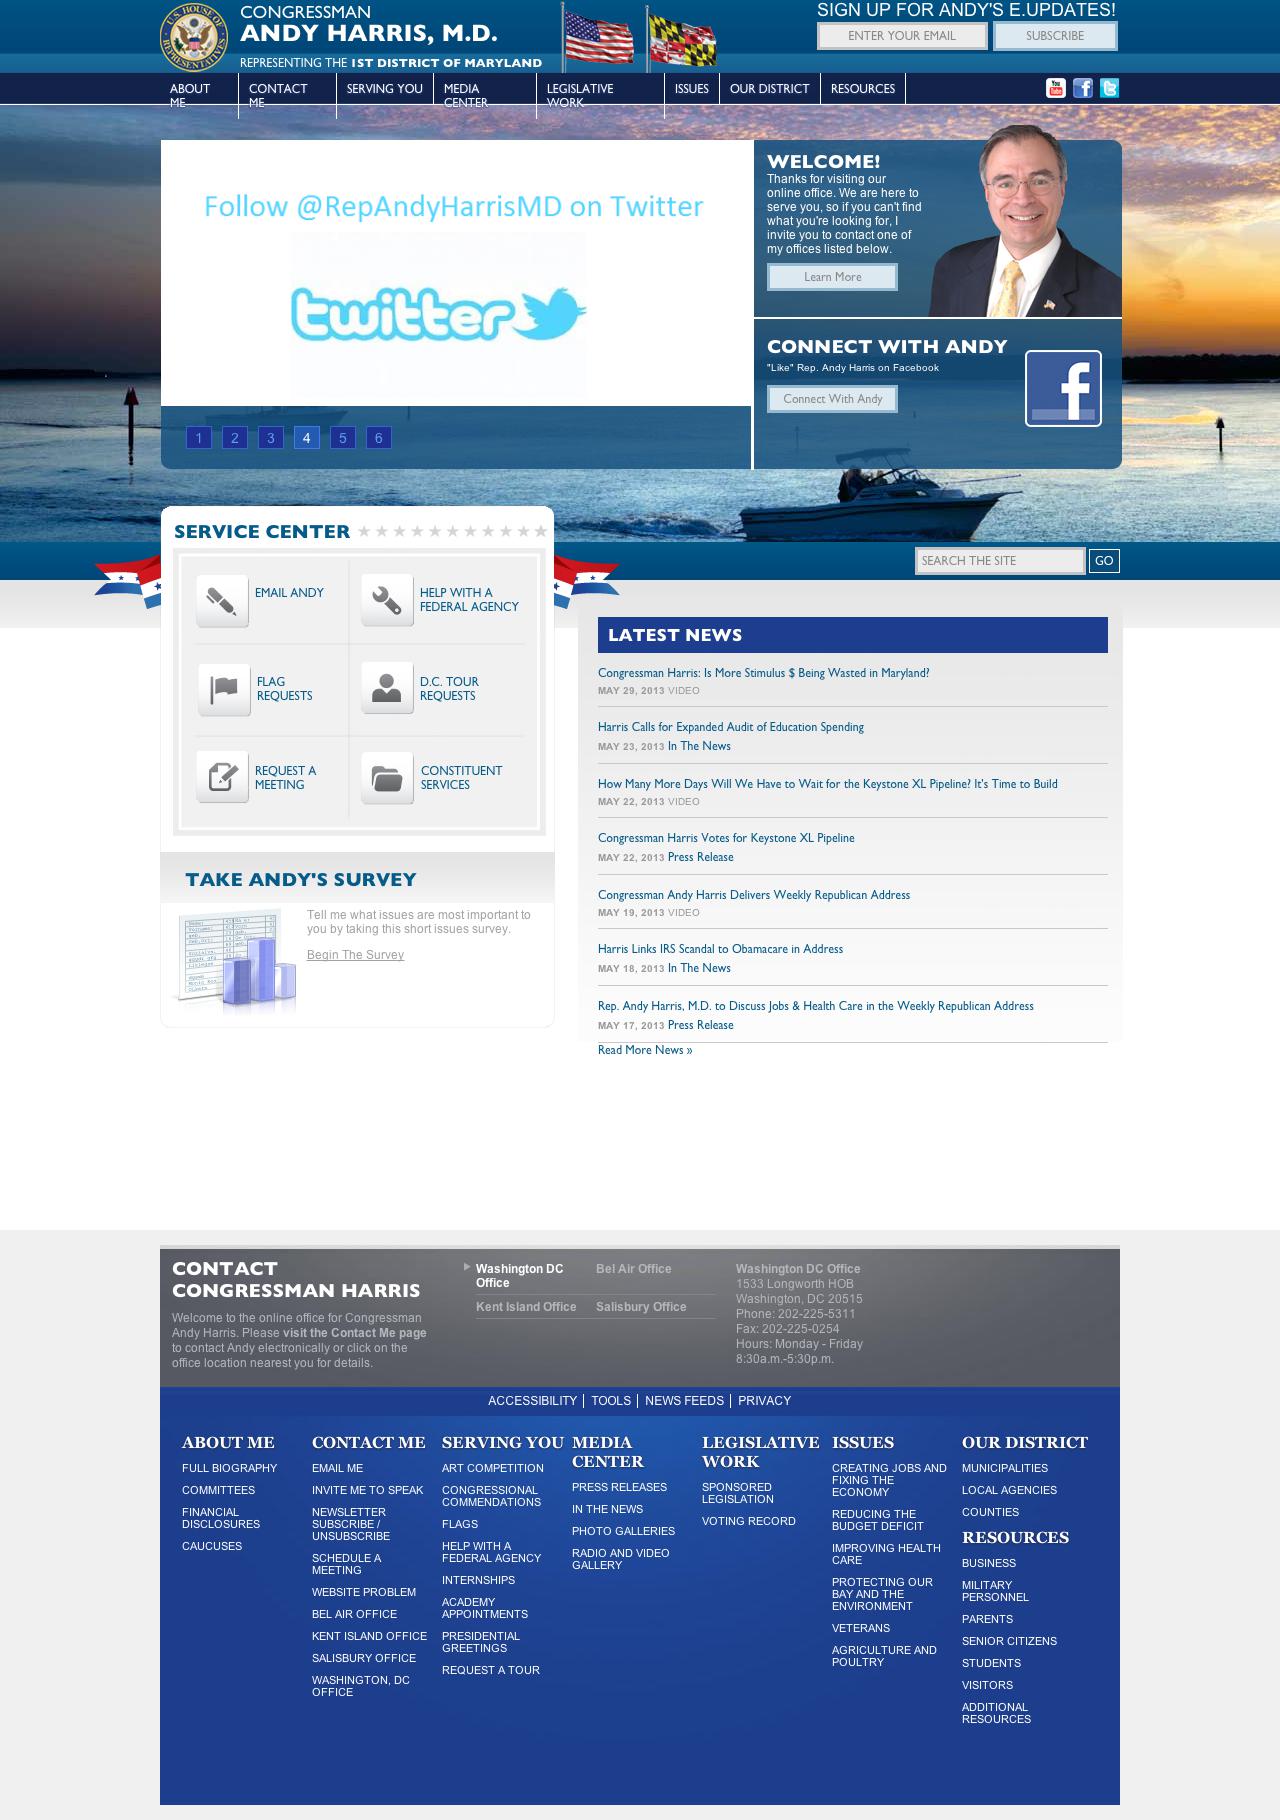 CONGRESSMAN
ANDY HARRIS, M.D.
REPRESENTING THE 1ST DISTRICT OF MARYLAND
SIGN UP FOR ANDY'S E.UPDATES!
ENTER YOUR EMAIL
SUBSCRIBE
ABOUT
ME
CONTACT
ME
SERVING YOU
MEDIA
CENTER
LEGISLATIVE
WORK
ISSUES
OUR DISTRICT
RESOURCES
You
Tube
Follow @RepAndyHarrisMD on Twitter
twitter
1 2 3 4 5 6
WELCOME!
Thanks for visiting our
online office. We are here to
serve you, so if you can't find
what you're looking for, I
invite you to contact one of
my offices listed below.
Learn More
CONNECT WITH ANDY
"Like" Rep. Andy Harris on Facebook
Connect With Andy
SEARCH THE SITE
GO
SERVICE CENTER
EMAIL ANDY
HELP WITH A
FEDERAL AGENCY
FLAG
REQUESTS
D.C. TOUR
REQUESTS
REQUEST A
MEETING
CONSTITUENT
SERVICES
TAKE ANDY'S SURVEY
Tell me what issues are most important to
you by taking this short issues survey.
Begin The Survey
LATEST NEWS
Congressman Harris: Is More Stimulus $ Being Wasted in Maryland?
MAY 29, 2013 VIDEO
Harris Calls for Expanded Audit of Education Spending
MAY 23, 2013 In The News
How Many More Days Will We Have to Wait for the Keystone XL Pipeline? It's Time to Build
MAY 22, 2013 VIDEO
Congressman Harris Votes for Keystone XL Pipeline
MAY 22, 2013 Press Release
Congressman Andy Harris Delivers Weekly Republican Address
MAY 19, 2013 VIDEO
Harris Links IRS Scandal to Obamacare in Address
MAY 18, 2013 In The News
Rep. Andy Harris, M.D. to Discuss Jobs & Health Care in the Weekly Republican Address
MAY 17, 2013 Press Release
Read More News »
CONTACT
CONGRESSMAN HARRIS
Welcome to the online office for Congressman
Andy Harris. Please visit the Contact Me page
to contact Andy electronically or click on the
office location nearest you for details.
Washington DC
Office
Bel Air Office
Kent Island Office
Salisbury Office
Washington DC Office
1533 Longworth HOB
Washington, DC 20515
Phone: 202-225-5311
Fax: 202-225-0254
Hours: Monday - Friday
8:30a.m.-5:30p.m.
ACCESSIBILITY | TOOLS | NEWS FEEDS | PRIVACY
ABOUT ME
FULL BIOGRAPHY
COMMITTEES
FINANCIAL
DISCLOSURES
CAUCUSES
CONTACT ME
EMAIL ME
INVITE ME TO SPEAK
NEWSLETTER
SUBSCRIBE /
UNSUBSCRIBE
SCHEDULE A
MEETING
WEBSITE PROBLEM
BEL AIR OFFICE
KENT ISLAND OFFICE
SALISBURY OFFICE
WASHINGTON, DC
OFFICE
SERVING YOU
ART COMPETITION
CONGRESSIONAL
COMMENDATIONS
FLAGS
HELP WITH A
FEDERAL AGENCY
INTERNSHIPS
ACADEMY
APPOINTMENTS
PRESIDENTIAL
GREETINGS
REQUEST A TOUR
MEDIA
CENTER
PRESS RELEASES
IN THE NEWS
PHOTO GALLERIES
RADIO AND VIDEO
GALLERY
LEGISLATIVE
WORK
SPONSORED
LEGISLATION
VOTING RECORD
ISSUES
CREATING JOBS AND
FIXING THE
ECONOMY
REDUCING THE
BUDGET DEFICIT
IMPROVING HEALTH
CARE
PROTECTING OUR
BAY AND THE
ENVIRONMENT
VETERANS
AGRICULTURE AND
POULTRY
OUR DISTRICT
MUNICIPALITIES
LOCAL AGENCIES
COUNTIES
RESOURCES
BUSINESS
MILITARY
PERSONNEL
PARENTS
SENIOR CITIZENS
STUDENTS
VISITORS
ADDITIONAL
RESOURCES